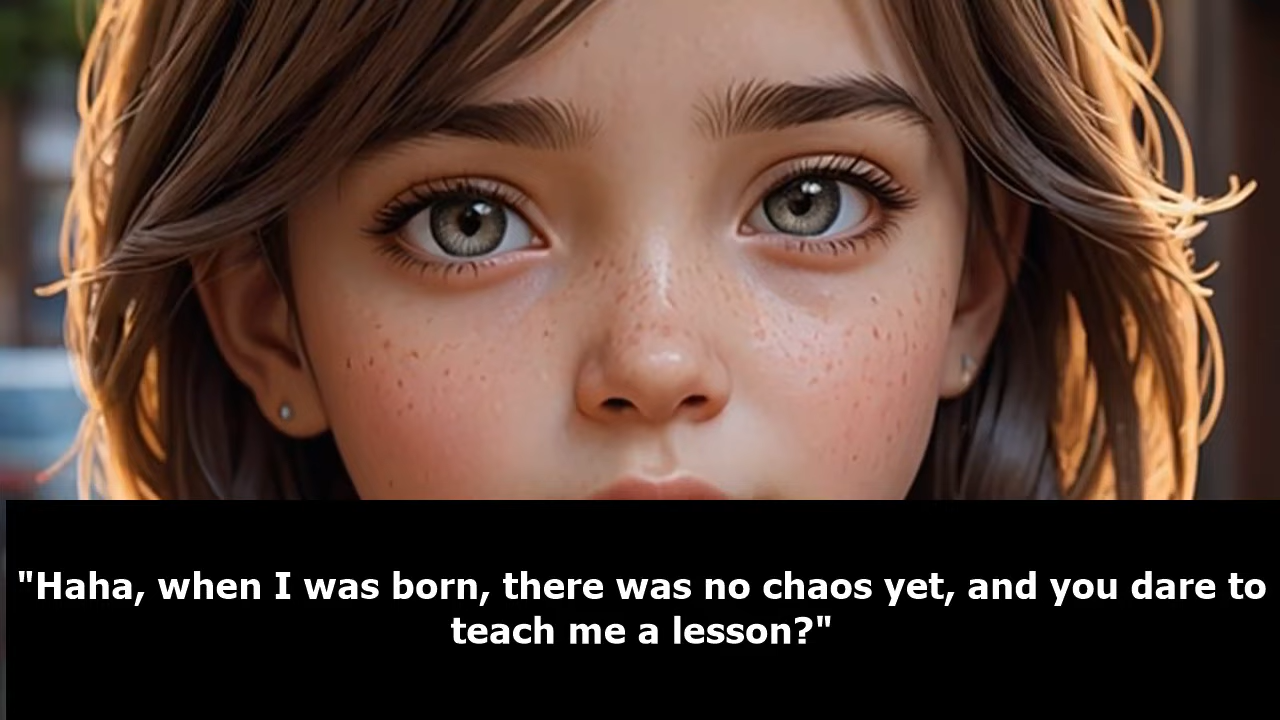 "Haha, when I was born, there was no chaos yet, and you dare to
teach me a lesson?"